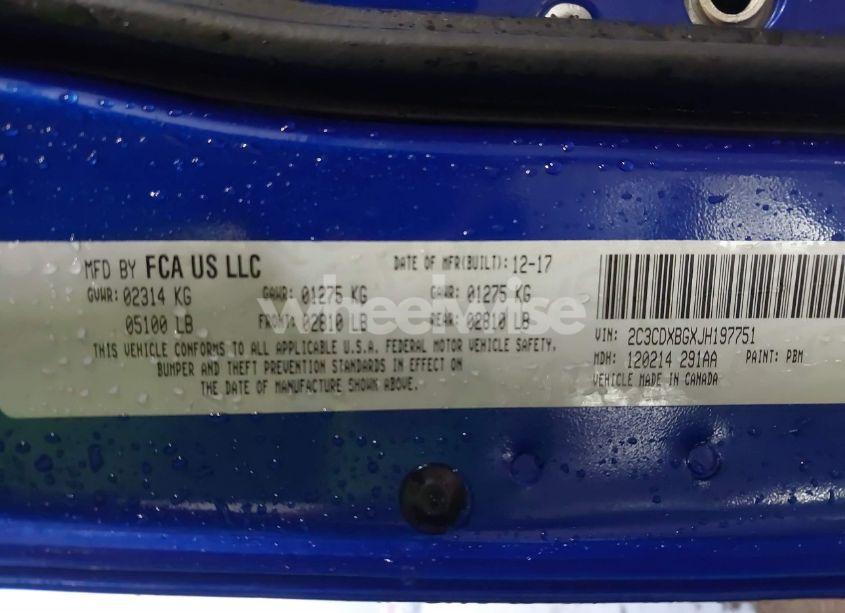 MFD BY FCA US LLC DATE OF MFR(BUILT): 12-17
GVWR: 02314 KG GAWR: 01275 KG GAWR: 01275 KG
05100 LB FRONT: 02810 LB REAR: 02810 LB
THIS VEHICLE CONFORMS TO ALL APPLICABLE U.S.A. FEDERAL MOTOR VEHICLE SAFETY,
BUMPER AND THEFT PREVENTION STANDARDS IN EFFECT ON
THE DATE OF MANUFACTURE SHOWN ABOVE.
VIN: 2C3CDXBGXJH197751
MDH: 120214 291AA PAINT: PBM
VEHICLE MADE IN CANADA